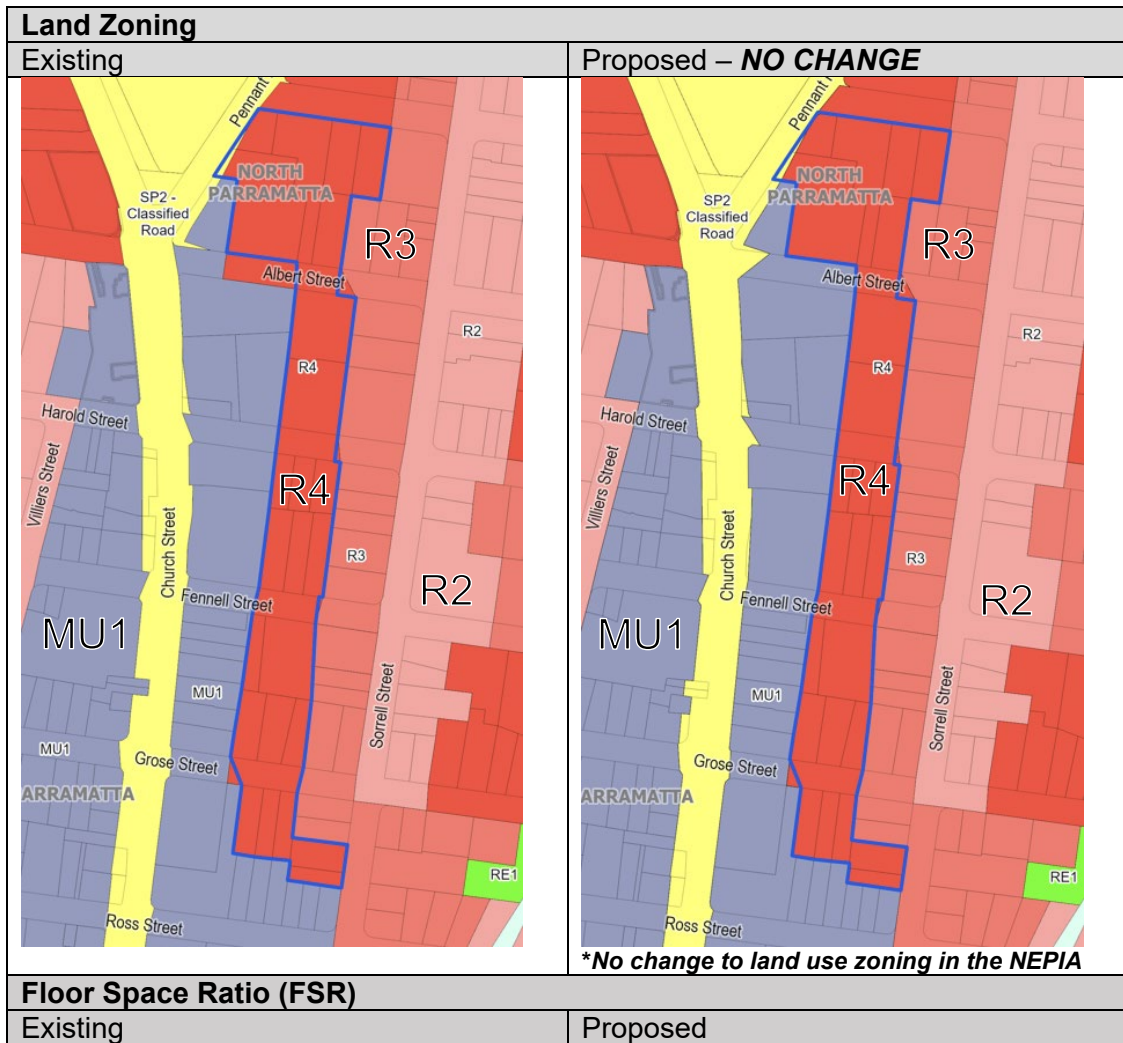 Land Zoning
Existing
Proposed – NO CHANGE
Pennant
NORTH
PARRAMATTA
SP2 -
Classified
Road
R3
Albert Street
R2
R4
Harold Street
Villiers Street
R4
Church Street
R3
Fennell Street
R2
MU1
MU1
Sorrell Street
MU1
Grose Street
ARRAMATTA
RE1
Ross Street
Pennant
NORTH
PARRAMATTA
SP2
Classified
Road
R3
Albert Street
R2
R4
Harold Street
Villiers Street
R4
Church Street
R3
Fennell Street
R2
MU1
MU1
Sorrell Street
MU1
Grose Street
ARRAMATTA
RE1
Ross Street
*No change to land use zoning in the NEPIA
Floor Space Ratio (FSR)
Existing
Proposed